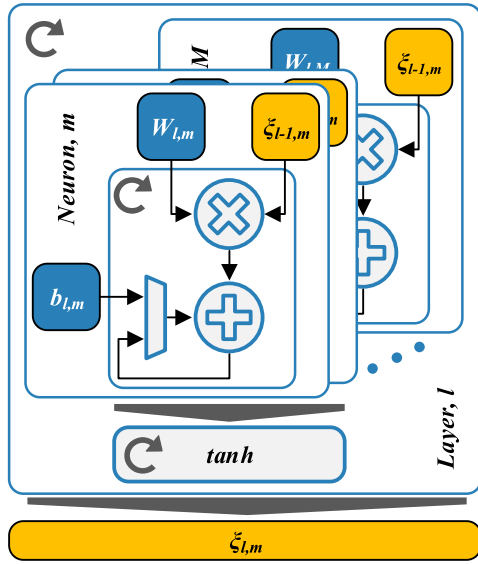 M
W_{l,M}
ξ_{l-1,m}
Neuron, m
W_{l,m}
ξ_{l-1,m}
b_{l,m}
Layer, l
tanh
ξ_{l,m}